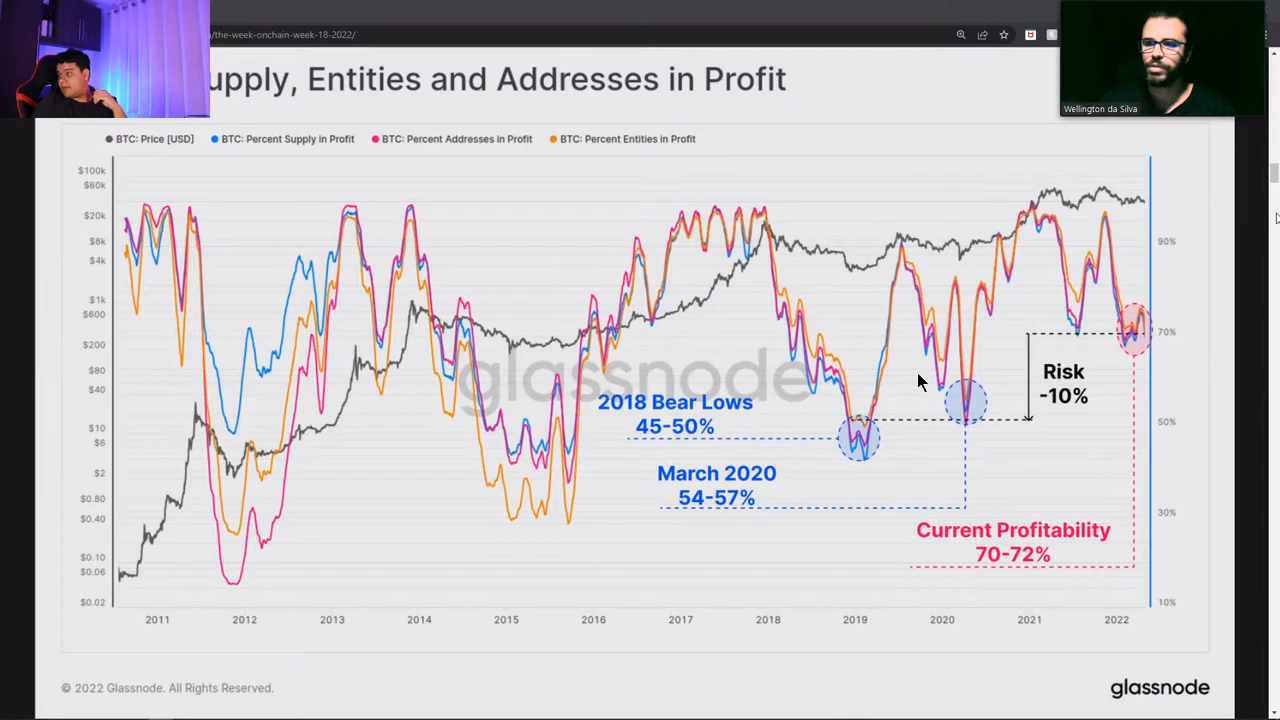 /the-week-onchain-week-18-2022/
Wellington da Silva
upply, Entities and Addresses in Profit
BTC: Price [USD] BTC: Percent Supply in Profit BTC: Percent Addresses in Profit BTC: Percent Entities in Profit
$100k
$60k
$20k
$8k
$4k
$1k
$600
$200
$80
$40
$10
$6
$2
$0.80
$0.40
$0.10
$0.06
$0.02
90%
70%
50%
30%
10%
glassnode
Risk
-10%
2018 Bear Lows
45-50%
March 2020
54-57%
Current Profitability
70-72%
2011 2012 2013 2014 2015 2016 2017 2018 2019 2020 2021 2022
© 2022 Glassnode. All Rights Reserved.
glassnode